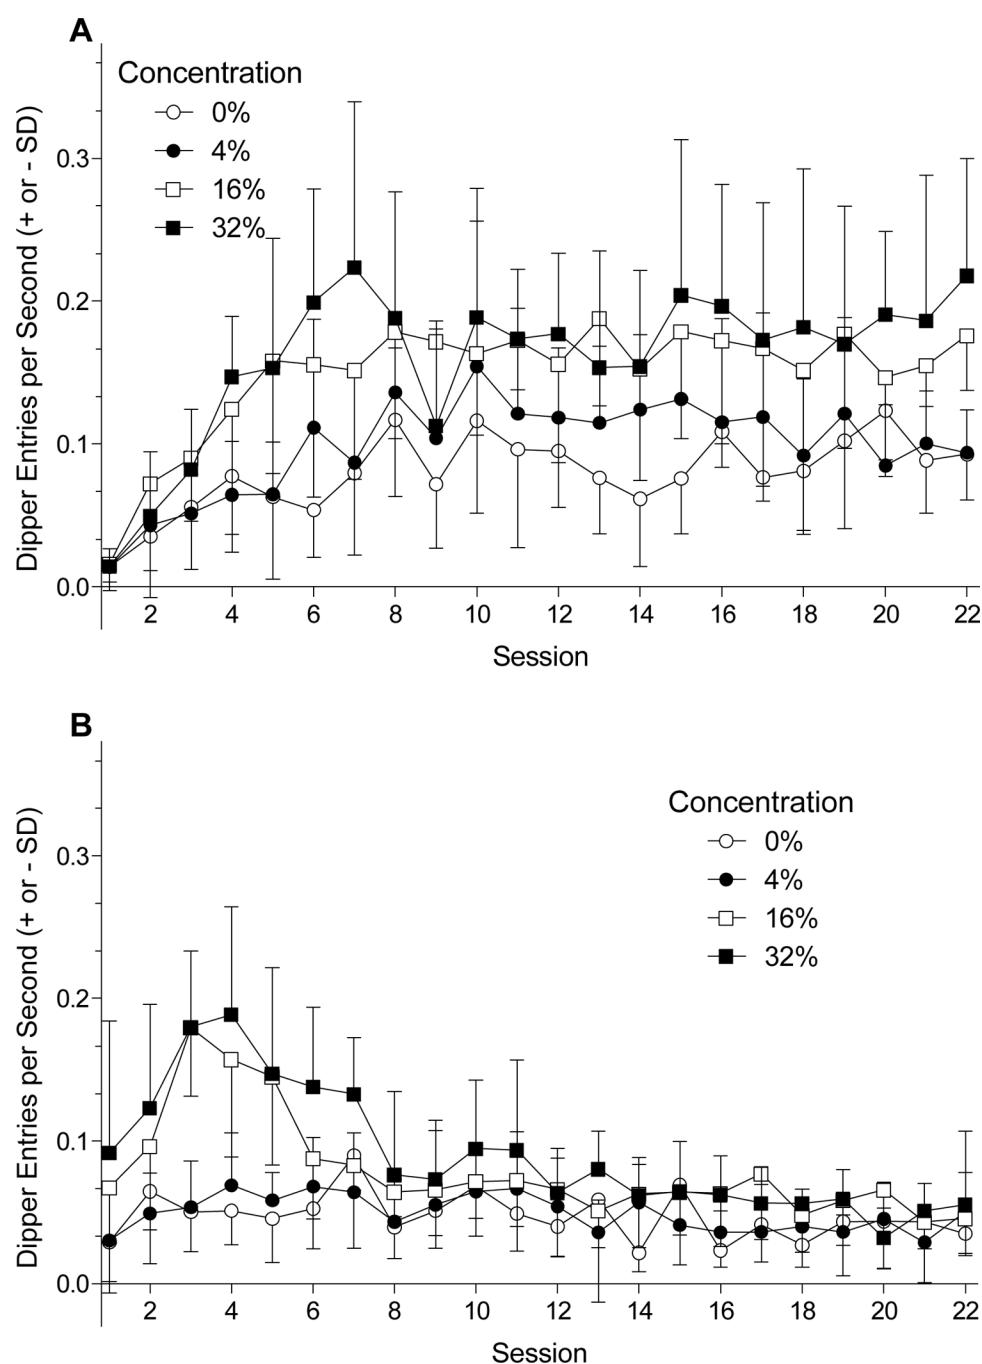 A
Concentration
0%
4%
16%
32%
Dipper Entries per Second (+ or - SD)
0.3
0.2
0.1
0.0
2 4 6 8 10 12 14 16 18 20 22
Session
B
Concentration
0%
4%
16%
32%
Dipper Entries per Second (+ or - SD)
0.3
0.2
0.1
0.0
2 4 6 8 10 12 14 16 18 20 22
Session